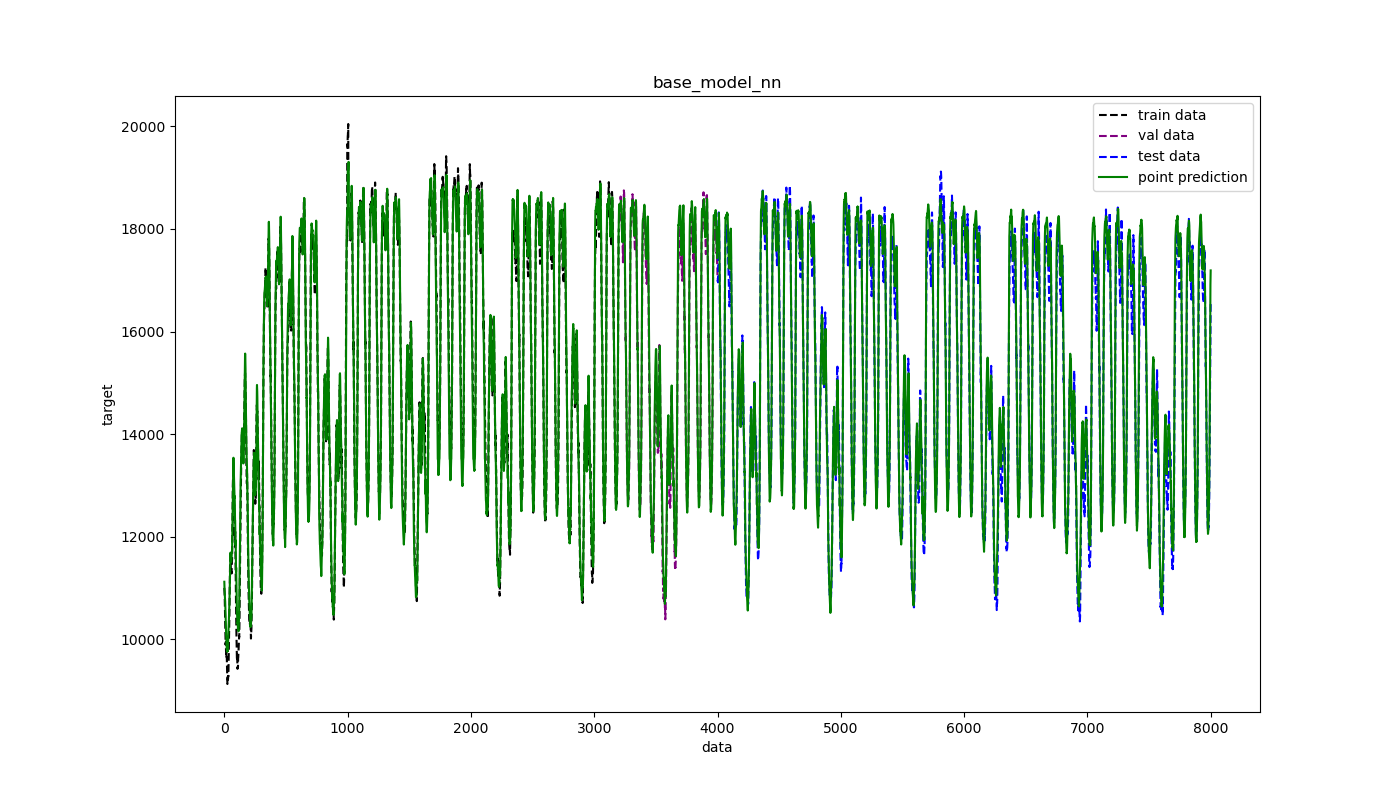 base_model_nn
train data
val data
test data
point prediction
20000
18000
16000
14000
12000
10000
target
0 1000 2000 3000 4000 5000 6000 7000 8000
data